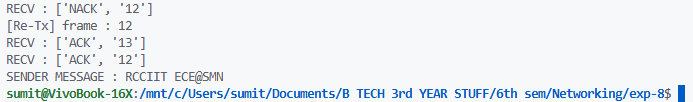 RECV : ['NACK', '12']
[Re-Tx] frame : 12
RECV : ['ACK', '13']
RECV : ['ACK', '12']
SENDER MESSAGE : RCCIIT ECE@SMN
sumit@VivoBook-16X:/mnt/c/Users/sumit/Documents/B TECH 3rd YEAR STUFF/6th sem/Networking/exp-8$